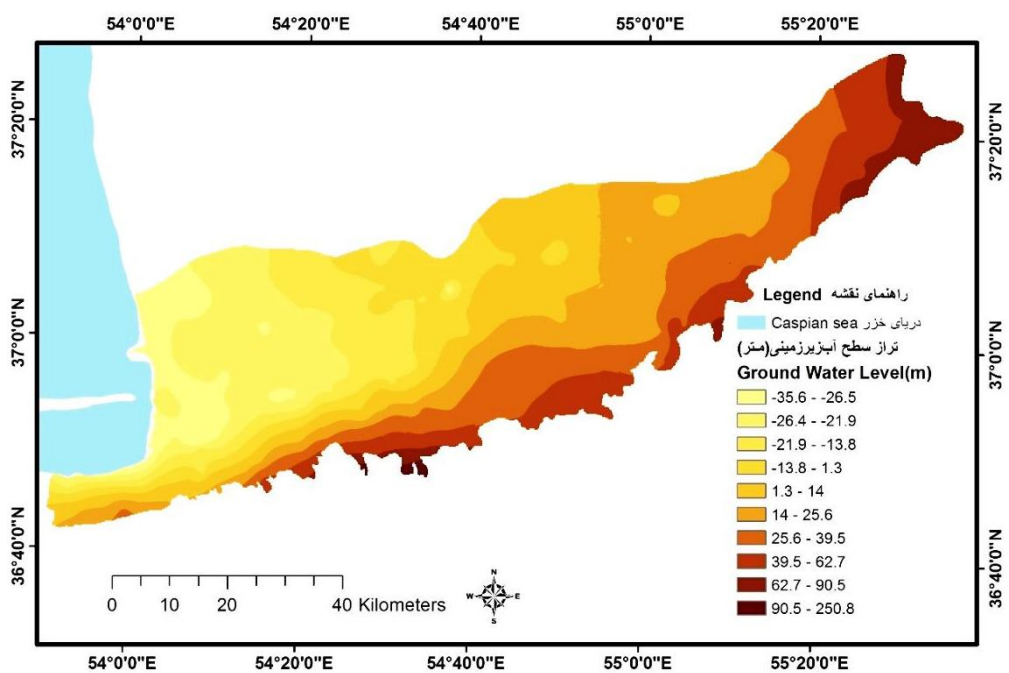 54°0'0"E 54°20'0"E 54°40'0"E 55°0'0"E 55°20'0"E
37°20'0"N
37°20'0"N
37°0'0"N
37°0'0"N
36°40'0"N
36°40'0"N
Legend راهنمای نقشه
Caspian sea دریای خزر
تراز سطح آبزیرزمینی(متر)
Ground Water Level(m)
-35.6 - -26.5
-26.4 - -21.9
-21.9 - -13.8
-13.8 - 1.3
1.3 - 14
14 - 25.6
25.6 - 39.5
39.5 - 62.7
62.7 - 90.5
90.5 - 250.8
N
W E
S
0 10 20 40 Kilometers
54°0'0"E 54°20'0"E 54°40'0"E 55°0'0"E 55°20'0"E